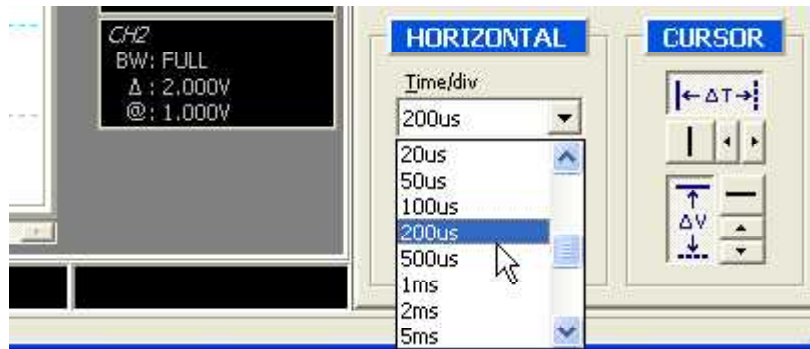 CH2
BW: FULL
Δ : 2.000V
@: 1.000V
HORIZONTAL
Time/div
200us
20us
50us
100us
200us
500us
1ms
2ms
5ms
CURSOR
ΔT
ΔV